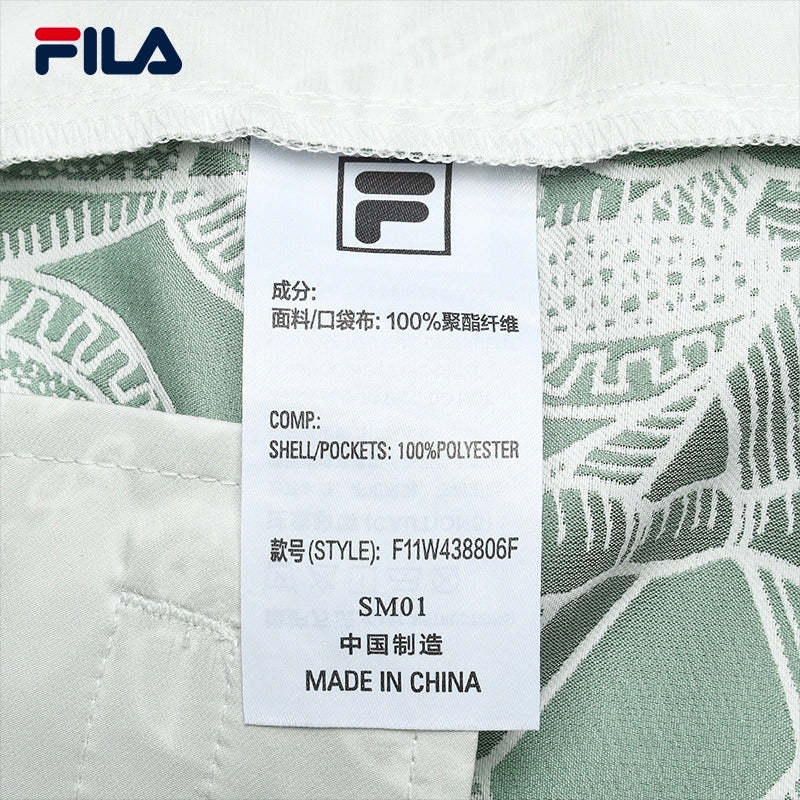 FILA
F
成分:
面料/口袋布: 100%聚酯纤维
COMP.:
SHELL/POCKETS: 100%POLYESTER
款号(STYLE): F11W438806F
SM01
中国制造
MADE IN CHINA